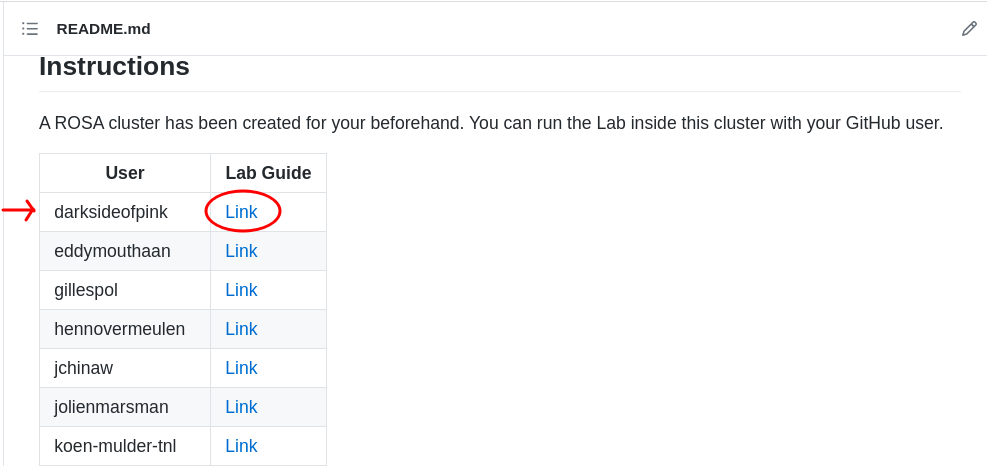 README.md
Instructions
A ROSA cluster has been created for your beforehand. You can run the Lab inside this cluster with your GitHub user.
User Lab Guide
darksideofpink Link
eddymouthaan Link
gillespol Link
hennovermeulen Link
jchinaw Link
jolienmarsman Link
koen-mulder-tnl Link